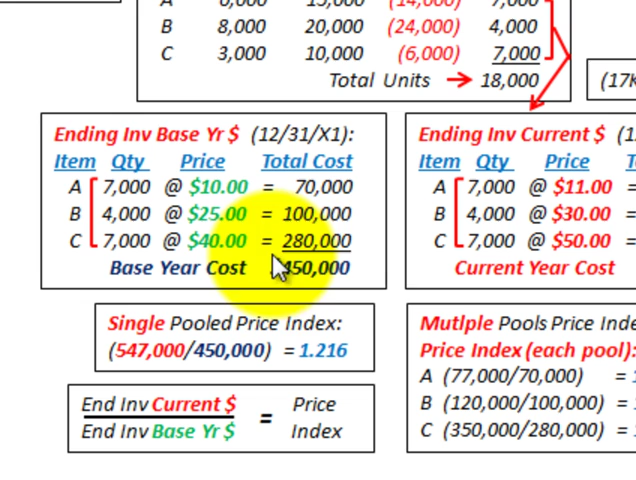 B 8,000 20,000 (24,000) 4,000
C 3,000 10,000 (6,000) 7,000
Total Units 18,000
(17K
Ending Inv Base Yr $ (12/31/X1):
Item Qty Price Total Cost
A 7,000 @ $10.00 = 70,000
B 4,000 @ $25.00 = 100,000
C 7,000 @ $40.00 = 280,000
Base Year Cost 450,000
Ending Inv Current $ (1
Item Qty Price
A 7,000 @ $11.00 =
B 4,000 @ $30.00 =
C 7,000 @ $50.00 =
Current Year Cost
Single Pooled Price Index:
(547,000/450,000) = 1.216
End Inv Current $ = Price
End Inv Base Yr $ Index
Mutlple Pools Price Inde
Price Index (each pool):
A (77,000/70,000) =
B (120,000/100,000) =
C (350,000/280,000) =